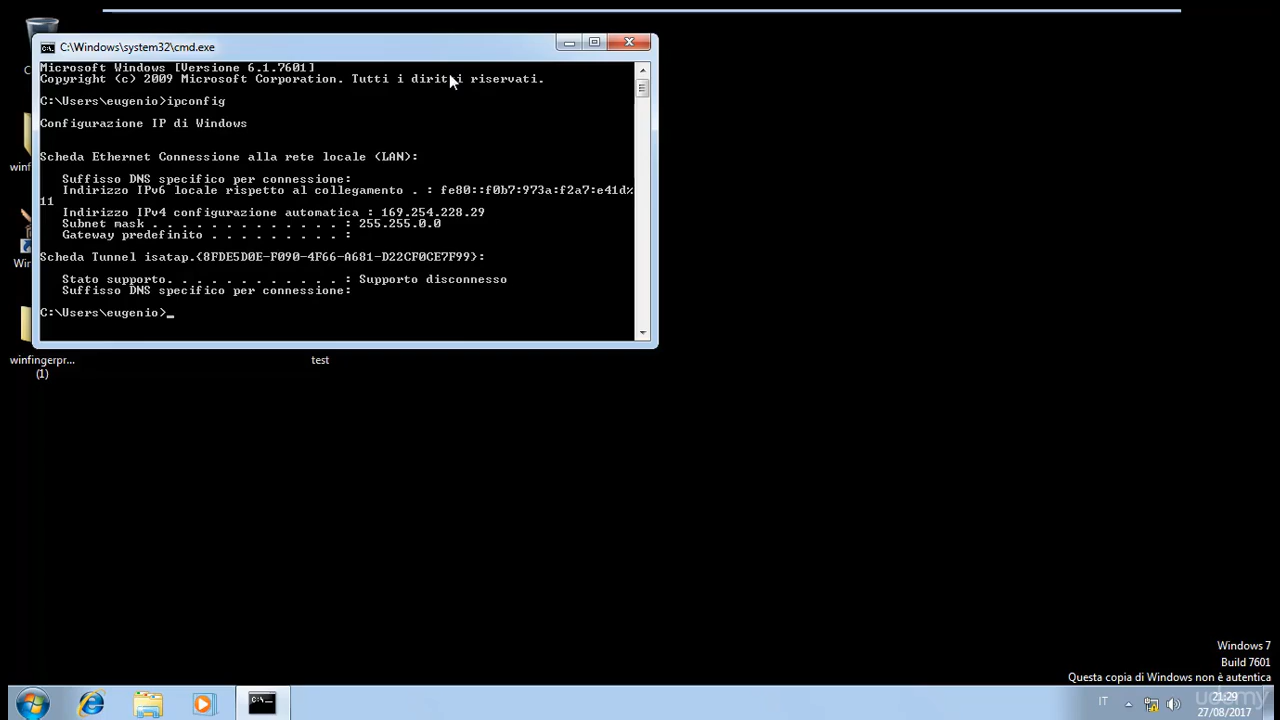 C:\Windows\system32\cmd.exe
Microsoft Windows [Versione 6.1.7601]
Copyright (c) 2009 Microsoft Corporation. Tutti i diritti riservati.
C:\Users\eugenio>ipconfig
Configurazione IP di Windows
Scheda Ethernet Connessione alla rete locale (LAN):
Suffisso DNS specifico per connessione:
Indirizzo IPv6 locale rispetto al collegamento . : fe80::f0b7:973a:f2a7:e41d%
11
Indirizzo IPv4 configurazione automatica : 169.254.228.29
Subnet mask . . . . . . . . . . . . . : 255.255.0.0
Gateway predefinito . . . . . . . . . :
Scheda Tunnel isatap.{8FDE5D0E-F090-4F66-A681-D22CF0CE7F99}:
Stato supporto. . . . . . . . . . . . : Supporto disconnesso
Suffisso DNS specifico per connessione:
C:\Users\eugenio>_
winfingerpr...
(1)
test
Windows 7
Build 7601
Questa copia di Windows non è autentica
IT
21:29
27/08/2017
udemy